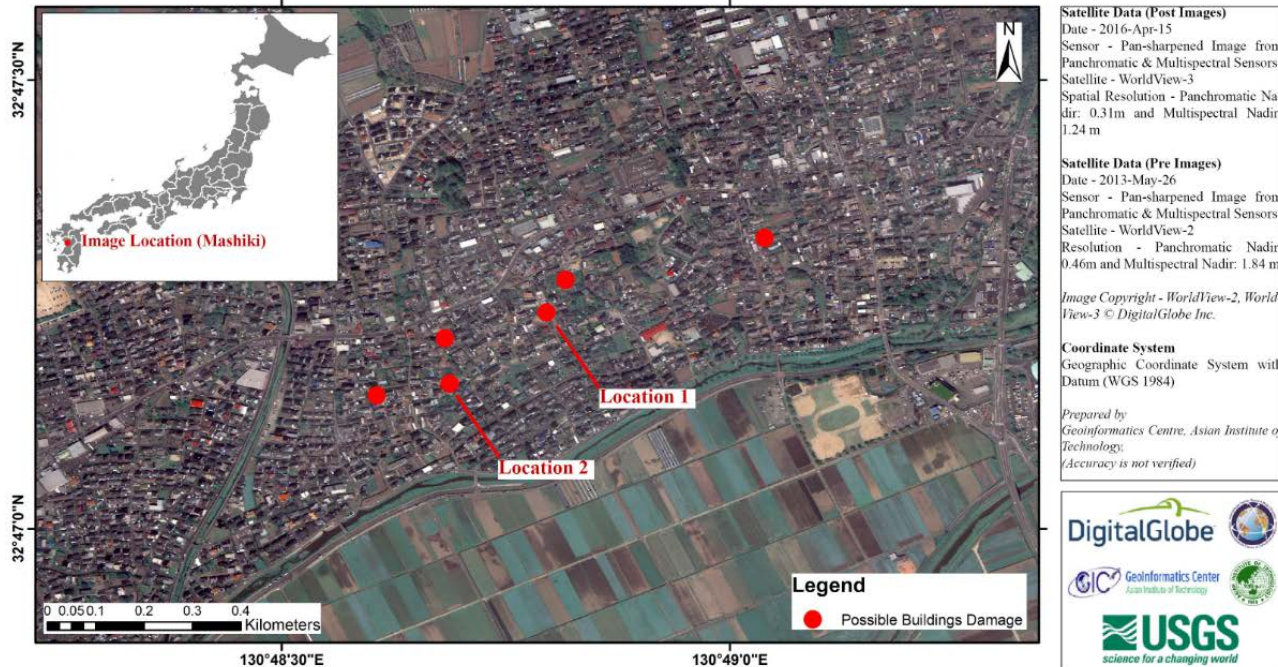 32°47'30"N
32°47'0"N
Image Location (Mashiki)
N
Location 1
Location 2
0 0.05 0.1 0.2 0.3 0.4
Kilometers
Legend
Possible Buildings Damage
130°48'30"E
130°49'0"E
Satellite Data (Post Images)
Date - 2016-Apr-15
Sensor - Pan-sharpened Image from
Panchromatic & Multispectral Sensors
Satellite - WorldView-3
Spatial Resolution - Panchromatic Na-
dir: 0.31m and Multispectral Nadir
1.24 m
Satellite Data (Pre Images)
Date - 2013-May-26
Sensor - Pan-sharpened Image from
Panchromatic & Multispectral Sensors
Satellite - WorldView-2
Resolution - Panchromatic Nadir
0.46m and Multispectral Nadir: 1.84 m
Image Copyright - WorldView-2, World
View-3 © DigitalGlobe Inc.
Coordinate System
Geographic Coordinate System with
Datum (WGS 1984)
Prepared by
Geoinformatics Centre, Asian Institute of
Technology.
(Accuracy is not verified)
DigitalGlobe
GIC
GeoInformatics Center
Asian Institute of Technology
USGS
science for a changing world